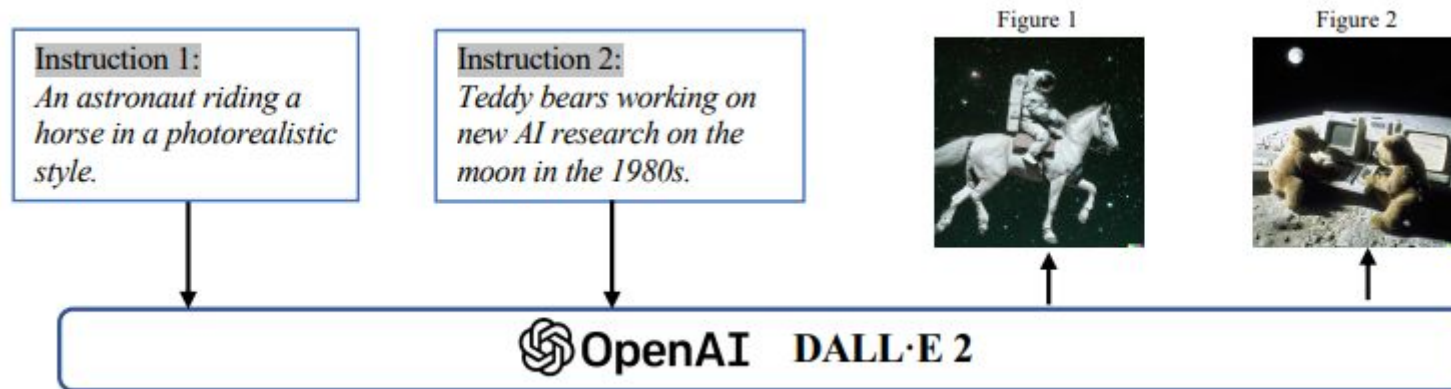 Instruction 1:
An astronaut riding a
horse in a photorealistic
style.
Instruction 2:
Teddy bears working on
new AI research on the
moon in the 1980s.
Figure 1
Figure 2
OpenAI DALL·E 2